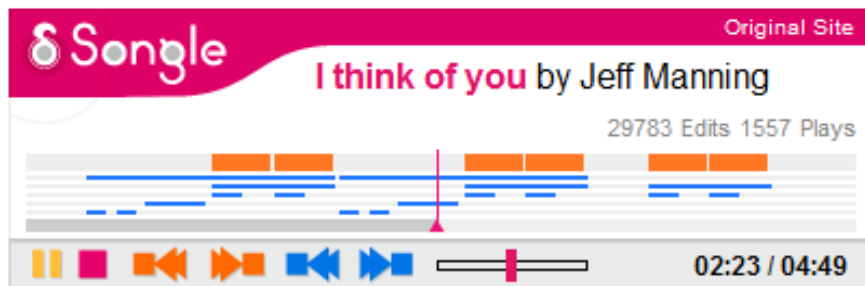 Original Site
Songle
I think of you by Jeff Manning
29783 Edits 1557 Plays
02:23 / 04:49